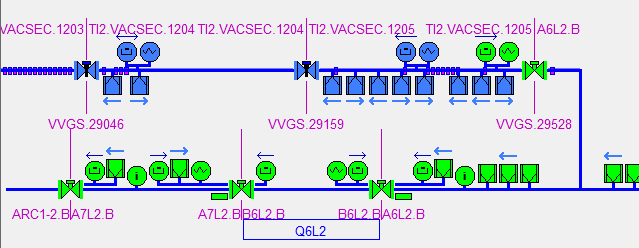 VACSEC.1203 TI2.VACSEC.1204 TI2.VACSEC.1204 TI2.VACSEC.1205 TI2.VACSEC.1205 A6L2.B
VVGS.29046 VVGS.29159 VVGS.29528
i i
ARC1-2.B A7L2.B A7L2.B B6L2.B B6L2.B A6L2.B
Q6L2